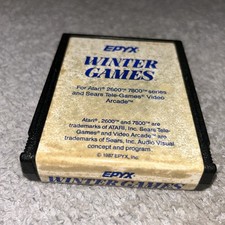 EPYX
WINTER
GAMES
For Atari® 2600™ 7800™ series
and Sears Tele-Games® Video
Arcade™
Atari®, 2600™ and 7800™ are
trademarks of ATARI, Inc. Sears Tele-
Games® and Video Arcade™ are
trademarks of Sears, Inc. Audio Visual
concept and program.
© 1987 EPYX, Inc.
EPYX
WINTER GAMES